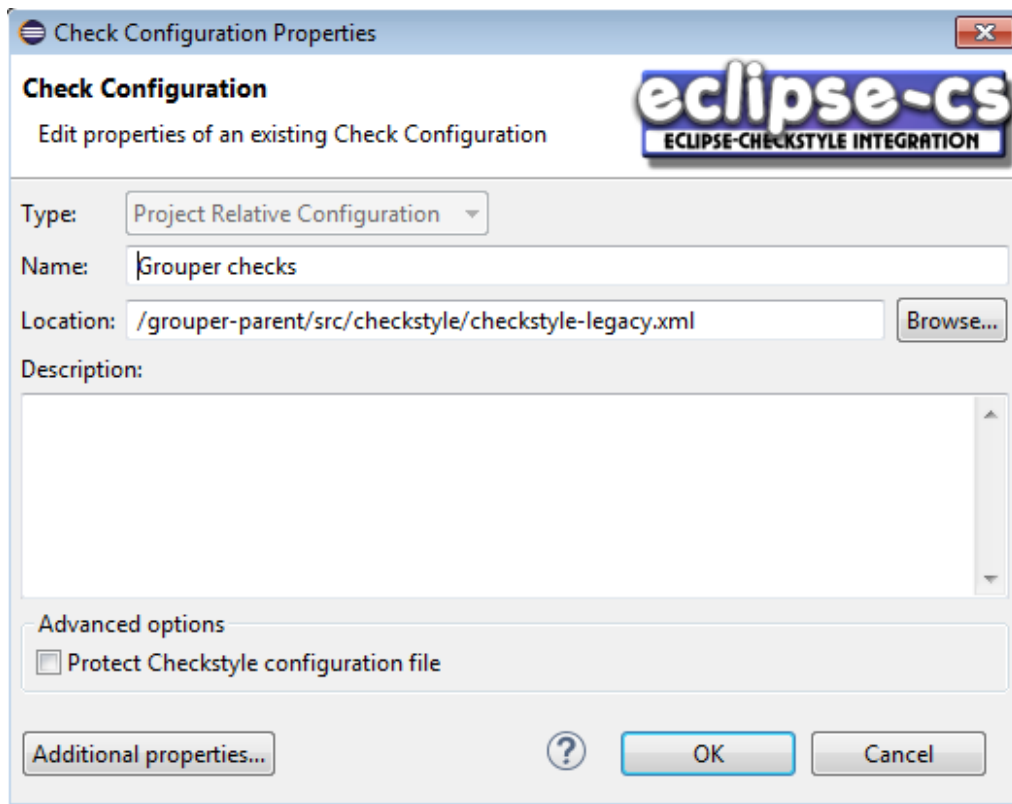 Check Configuration Properties
Check Configuration
Edit properties of an existing Check Configuration
eclipse-cs
ECLIPSE-CHECKSTYLE INTEGRATION
Type: Project Relative Configuration
Name: Grouper checks
Location: /grouper-parent/src/checkstyle/checkstyle-legacy.xml Browse...
Description:
Advanced options
Protect Checkstyle configuration file
Additional properties... ? OK Cancel